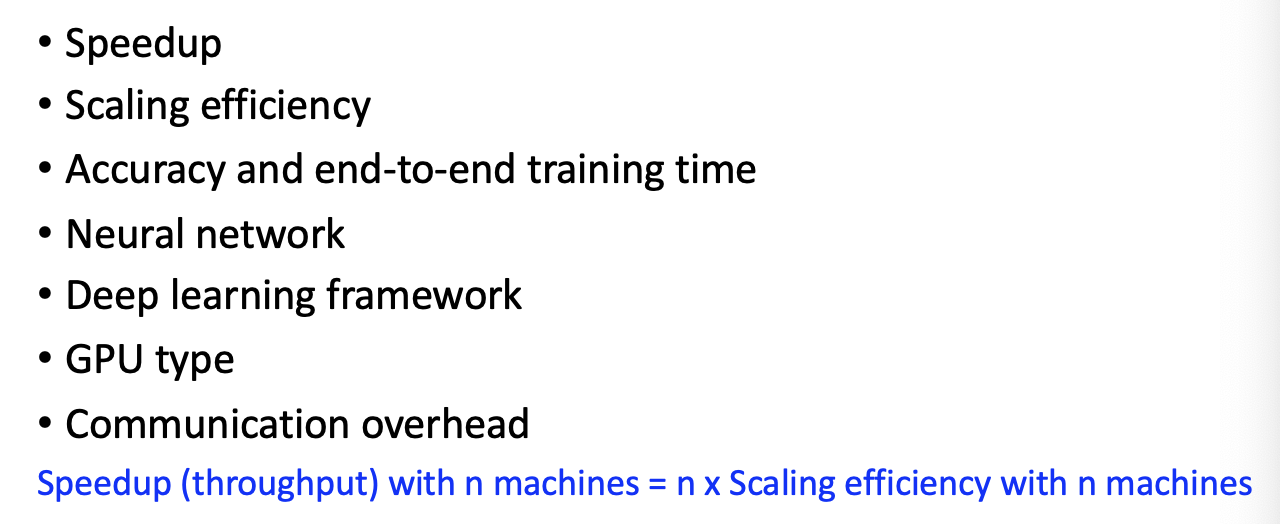 • Speedup
• Scaling efficiency
• Accuracy and end-to-end training time
• Neural network
• Deep learning framework
• GPU type
• Communication overhead
Speedup (throughput) with n machines = n x Scaling efficiency with n machines